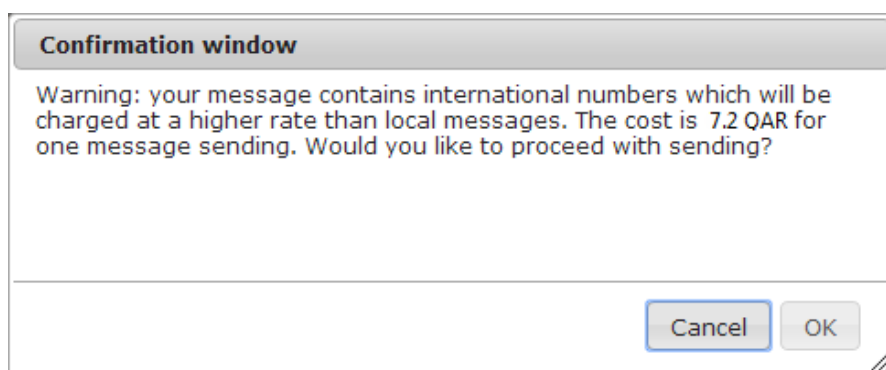 Confirmation window
Warning: your message contains international numbers which will be
charged at a higher rate than local messages. The cost is 7.2 QAR for
one message sending. Would you like to proceed with sending?
Cancel OK